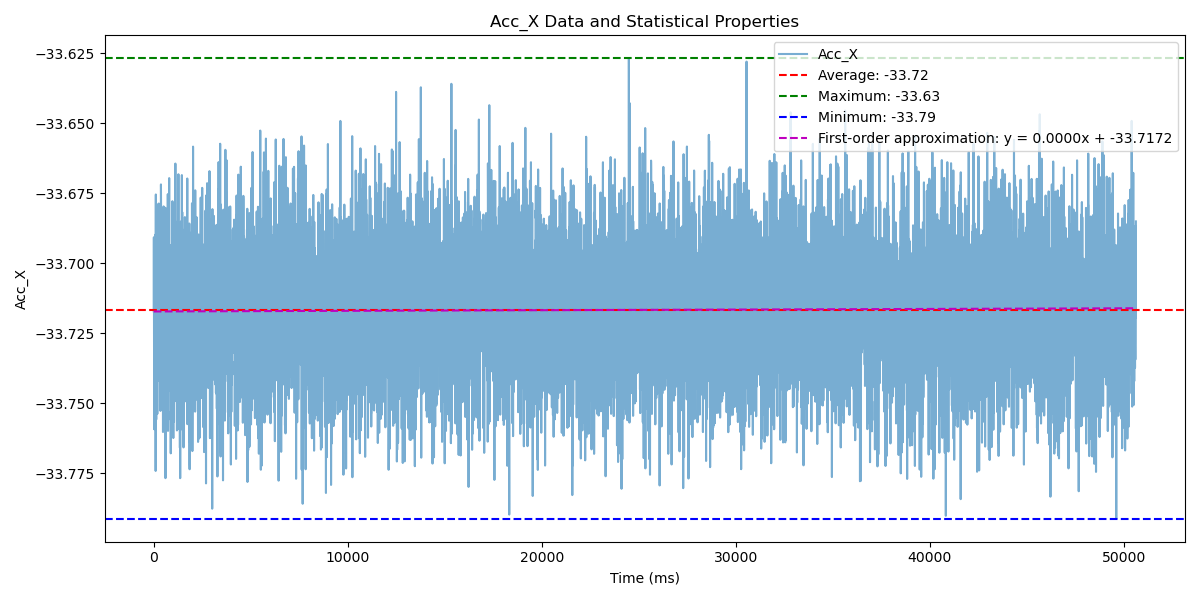 Acc_X Data and Statistical Properties
Acc_X
Average: -33.72
Maximum: -33.63
Minimum: -33.79
First-order approximation: y = 0.0000x + -33.7172
−33.625
−33.650
−33.675
−33.700
−33.725
−33.750
−33.775
Acc_X
0 10000 20000 30000 40000 50000
Time (ms)